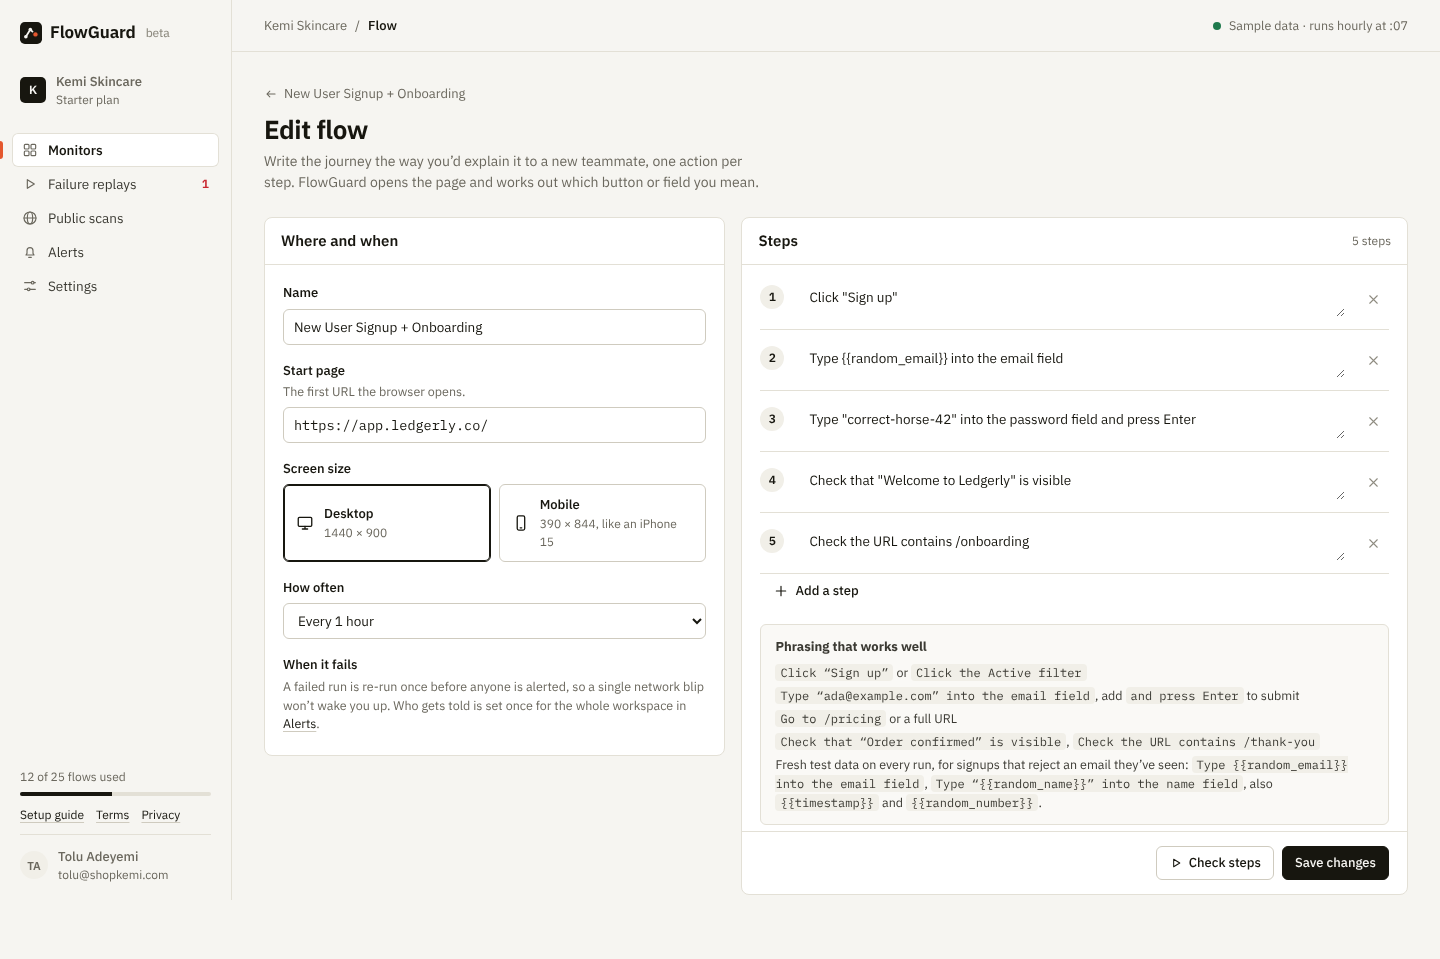 FlowGuard beta
K
Kemi Skincare
Starter plan
Monitors
Failure replays 1
Public scans
Alerts
Settings
12 of 25 flows used
Setup guide Terms Privacy
TA
Tolu Adeyemi
tolu@shopkemi.com
Kemi Skincare / Flow
Sample data · runs hourly at :07
← New User Signup + Onboarding
Edit flow
Write the journey the way you’d explain it to a new teammate, one action per
step. FlowGuard opens the page and works out which button or field you mean.
Where and when
Name
New User Signup + Onboarding
Start page
The first URL the browser opens.
https://app.ledgerly.co/
Screen size
Desktop
1440 × 900
Mobile
390 × 844, like an iPhone
15
How often
Every 1 hour
When it fails
A failed run is re-run once before anyone is alerted, so a single network blip
won’t wake you up. Who gets told is set once for the whole workspace in
Alerts.
Steps 5 steps
1 Click "Sign up"
2 Type {{random_email}} into the email field
3 Type "correct-horse-42" into the password field and press Enter
4 Check that "Welcome to Ledgerly" is visible
5 Check the URL contains /onboarding
+ Add a step
Phrasing that works well
Click “Sign up” or Click the Active filter
Type “ada@example.com” into the email field, add and press Enter to submit
Go to /pricing or a full URL
Check that “Order confirmed” is visible, Check the URL contains /thank-you
Fresh test data on every run, for signups that reject an email they’ve seen: Type {{random_email}}
into the email field, Type “{{random_name}}” into the name field, also
{{timestamp}} and {{random_number}}.
Check steps
Save changes